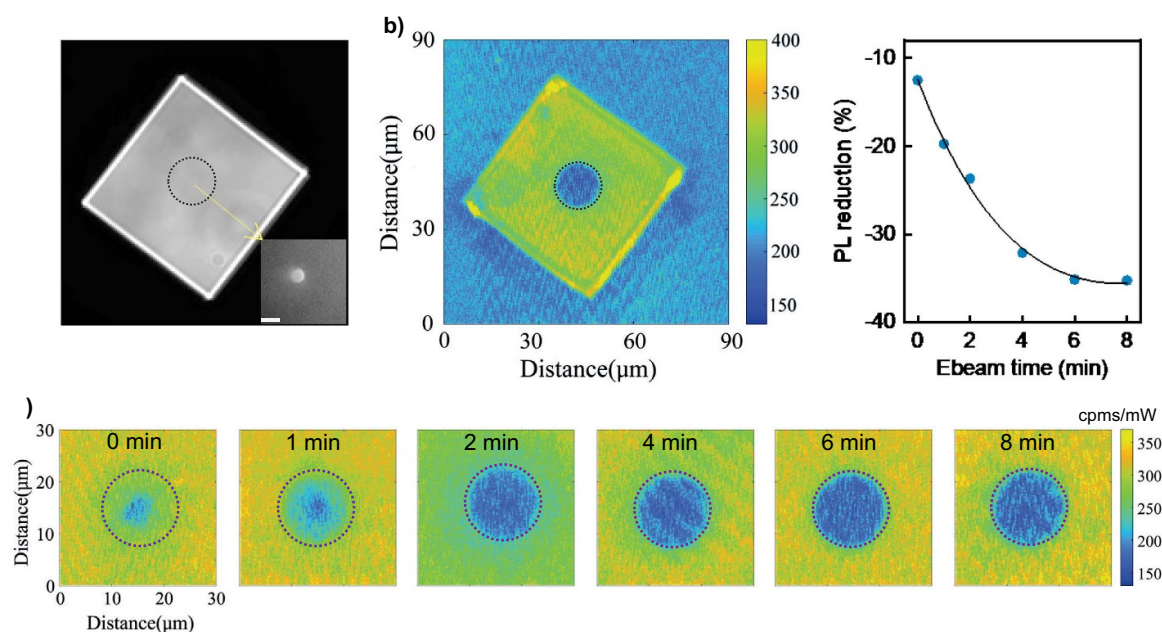 b)
90
60
30
0
Distance(μm)
0
30
60
90
Distance(μm)
400
350
300
250
200
150
-10
-20
-30
-40
PL reduction (%)
0
2
4
6
8
Ebeam time (min)
)
cpms/mW
0 min
1 min
2 min
4 min
6 min
8 min
30
20
10
0
Distance(μm)
0
10
20
30
Distance(μm)
350
300
250
200
150